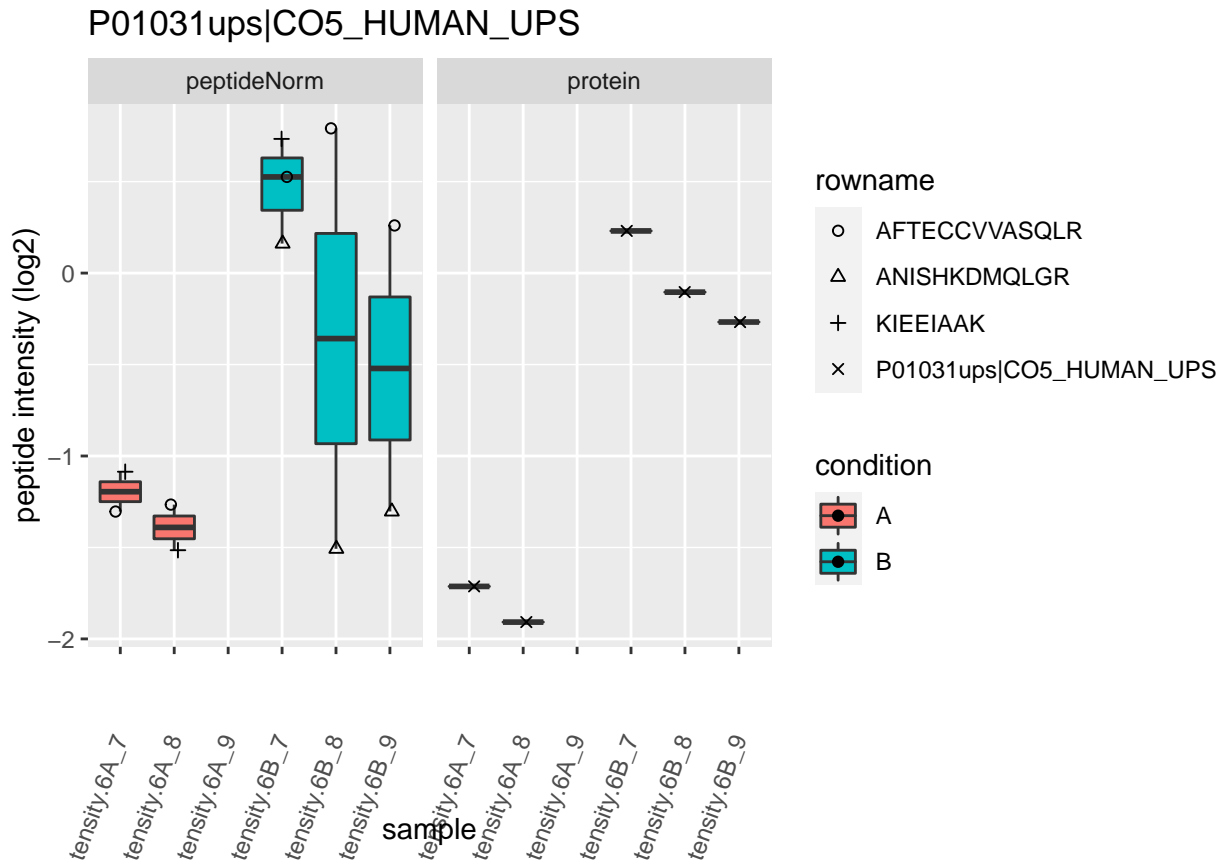 P01031ups|CO5_HUMAN_UPS
peptideNorm
protein
peptide intensity (log2)
0
−1
−2
tensity.6A_7
tensity.6A_8
tensity.6A_9
tensity.6B_7
tensity.6B_8
tensity.6B_9
tensity.6A_7
tensity.6A_8
tensity.6A_9
tensity.6B_7
tensity.6B_8
tensity.6B_9
sample
rowname
AFTECCVVASQLR
ANISHKDMQLGR
KIEEIAAK
P01031ups|CO5_HUMAN_UPS
condition
A
B